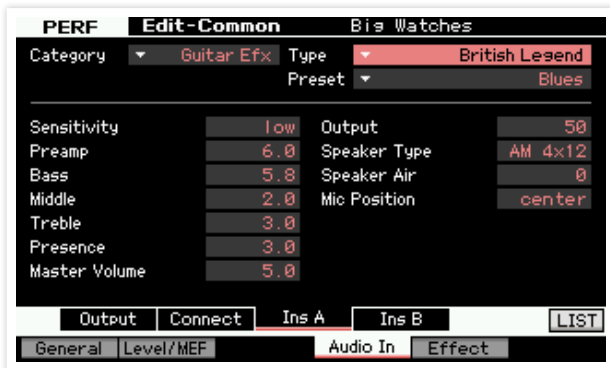 PERF Edit-Common Big Watches
Category Guitar Efx Type British Legend
Preset Blues
Sensitivity low Output 50
Preamp 6.0 Speaker Type AM 4x12
Bass 5.8 Speaker Air 0
Middle 2.0 Mic Position center
Treble 3.0
Presence 3.0
Master Volume 5.0
Output Connect Ins A Ins B LIST
General Level/MEF Audio In Effect